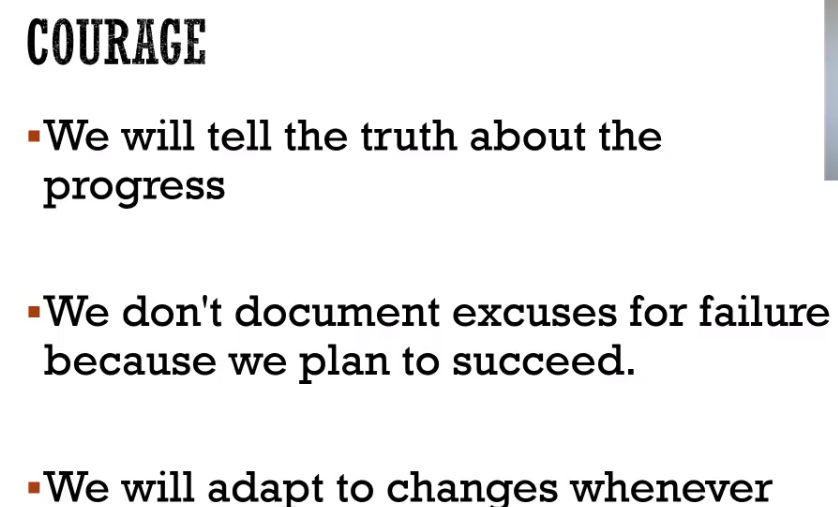 COURAGE
▪We will tell the truth about the
progress
▪We don't document excuses for failure
because we plan to succeed.
▪We will adapt to changes whenever